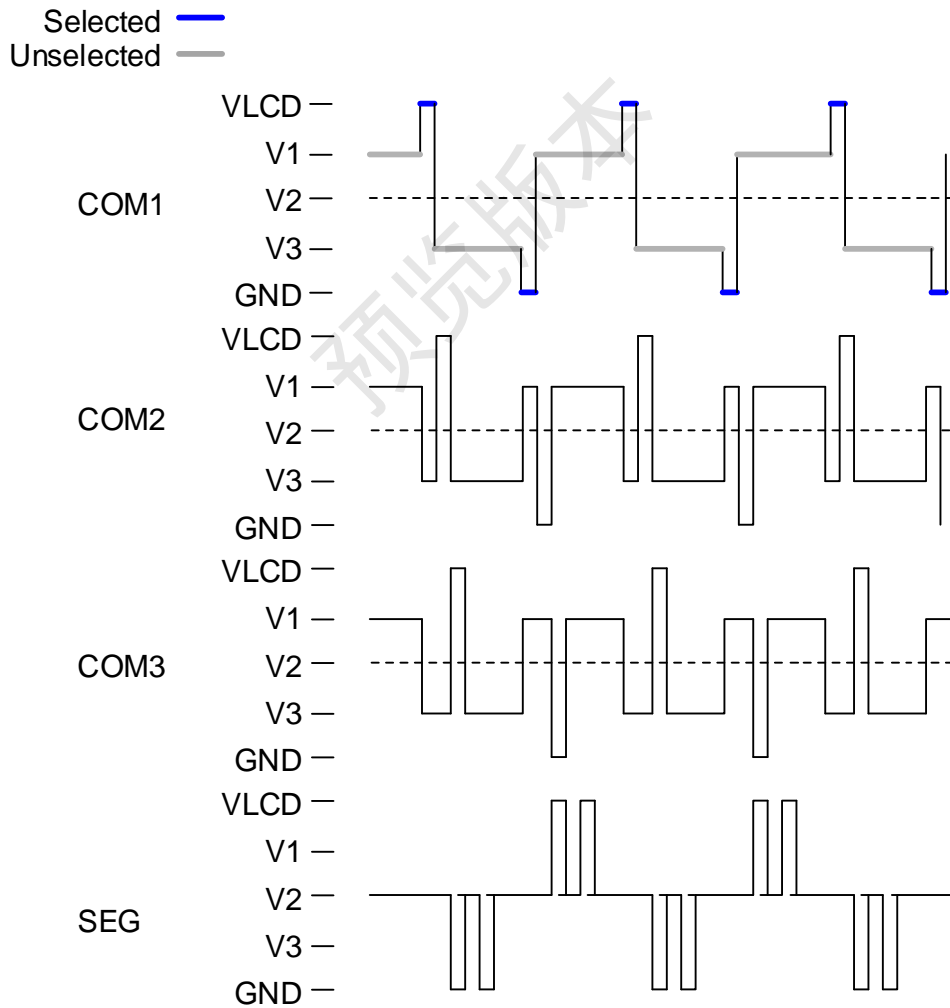 Selected
Unselected
预览版本
COM1
VLCD
V1
V2
V3
GND
COM2
VLCD
V1
V2
V3
GND
COM3
VLCD
V1
V2
V3
GND
SEG
VLCD
V1
V2
V3
GND